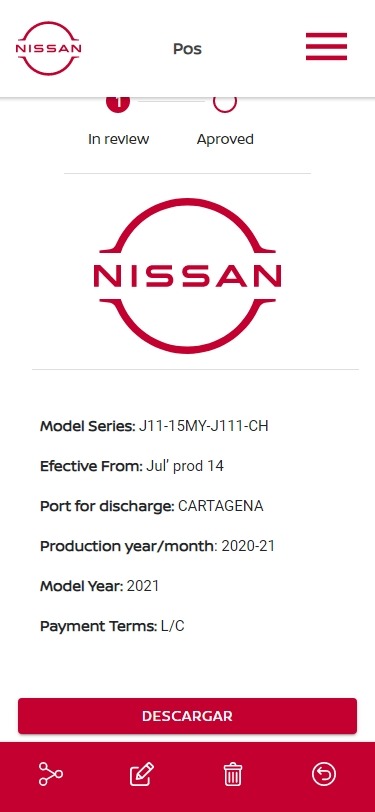 NISSAN
Pos
1
In review
Aproved
NISSAN
Model Series: J11-15MY-J111-CH
Efective From: Jul' prod 14
Port for discharge: CARTAGENA
Production year/month: 2020-21
Model Year: 2021
Payment Terms: L/C
DESCARGAR